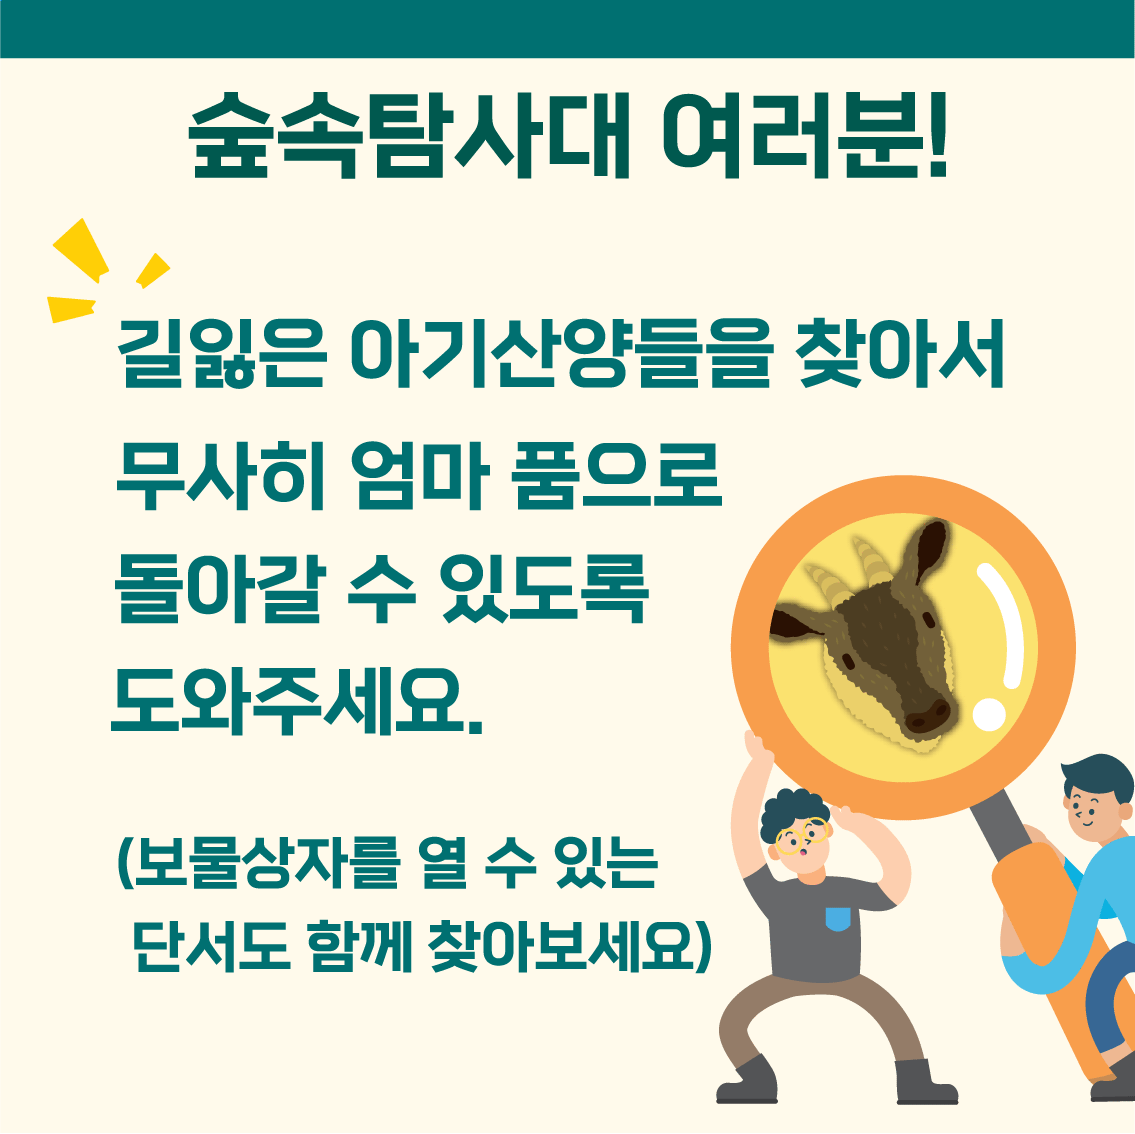 숲속탐사대 여러분!
길잃은 아기산양들을 찾아서
무사히 엄마 품으로
돌아갈 수 있도록
도와주세요.
(보물상자를 열 수 있는
단서도 함께 찾아보세요)